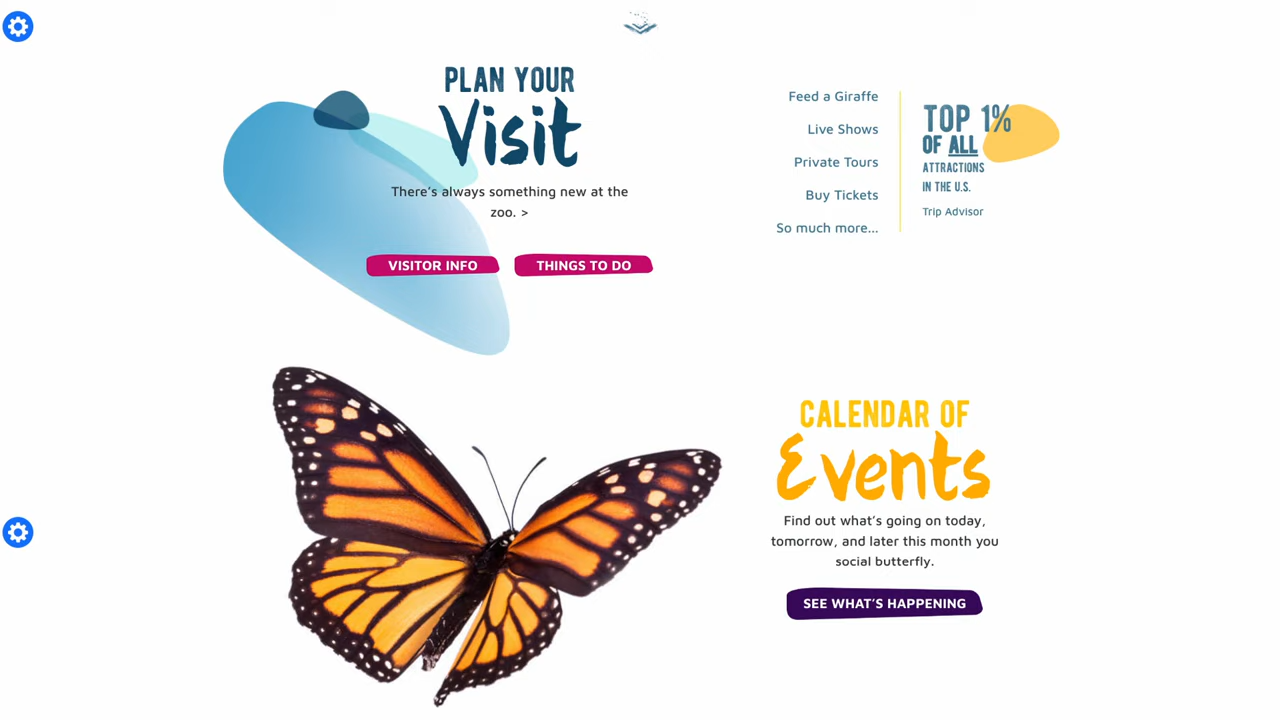 PLAN YOUR
Visit
There's always something new at the
zoo. >
VISITOR INFO
THINGS TO DO
Feed a Giraffe
Live Shows
Private Tours
Buy Tickets
So much more...
TOP 1%
OF ALL
ATTRACTIONS
IN THE U.S.
Trip Advisor
CALENDAR OF
Events
Find out what's going on today,
tomorrow, and later this month you
social butterfly.
SEE WHAT'S HAPPENING